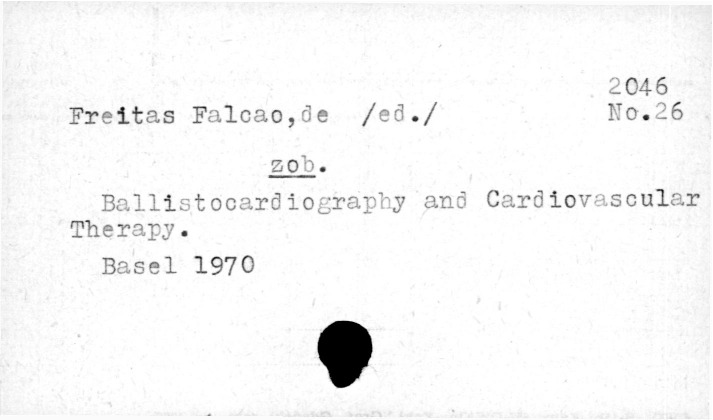 2046
Freitas Falcao,de /ed./ No.26
zob.
Ballistocardiography and Cardiovascular
Therapy.
Basel 1970